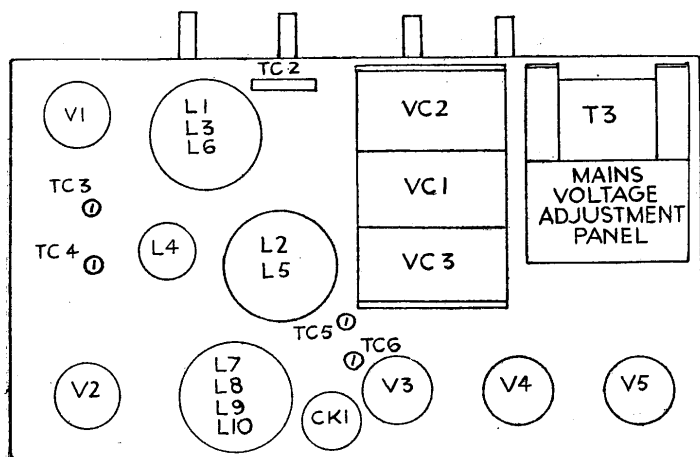 TC2
V1
L1
L3
L6
VC2
T3
TC3
VC1
MAINS
VOLTAGE
ADJUSTMENT
PANEL
TC4
L4
L2
L5
VC3
TC5
TC6
L7
L8
L9
L10
V2
CK1
V3
V4
V5